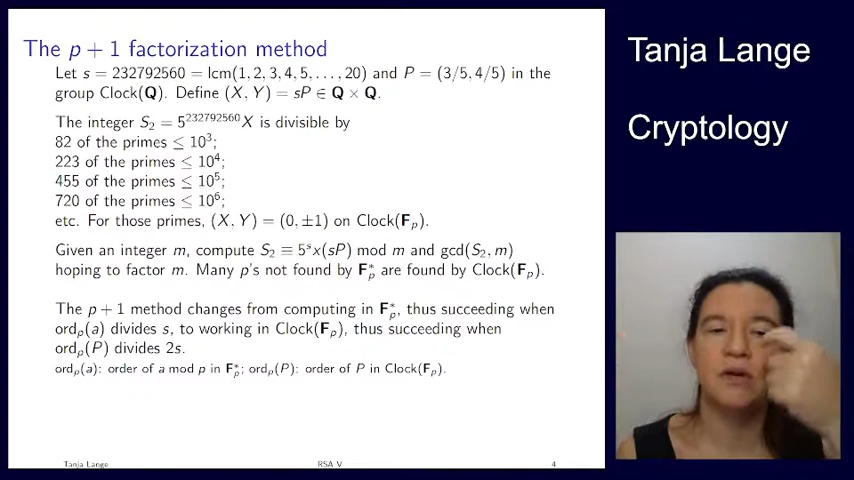 The p + 1 factorization method
Let s = 232792560 = lcm(1, 2, 3, 4, 5, . . . , 20) and P = (3/5, 4/5) in the
group Clock(Q). Define (X, Y) = sP ∈ Q × Q.
The integer S₂ = 5²³²⁷⁹²⁵⁶⁰X is divisible by
82 of the primes ≤ 10³;
223 of the primes ≤ 10⁴;
455 of the primes ≤ 10⁵;
720 of the primes ≤ 10⁶;
etc. For those primes, (X, Y) = (0, ±1) on Clock(Fₚ).
Given an integer m, compute S₂ ≡ 5ˢx(sP) mod m and gcd(S₂, m)
hoping to factor m. Many p's not found by Fₚ* are found by Clock(Fₚ).
The p + 1 method changes from computing in Fₚ*, thus succeeding when
ordₚ(a) divides s, to working in Clock(Fₚ), thus succeeding when
ordₚ(P) divides 2s.
ordₚ(a): order of a mod p in Fₚ*; ordₚ(P): order of P in Clock(Fₚ).
Tanja Lange
RSA V
4
Tanja Lange
Cryptology